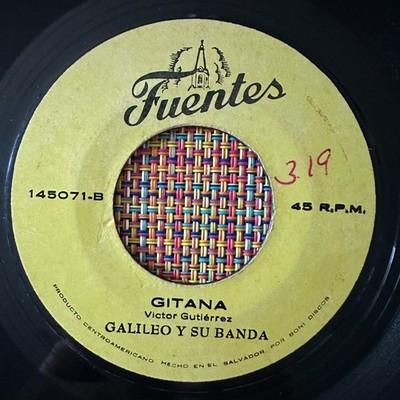 Fuentes
3.19
145071-B
45 R.P.M.
GITANA
Victor Gutiérrez
GALILEO Y SU BANDA
PRODUCTO CENTROAMERICANO. HECHO EN EL SALVADOR. POR BONI DISCOS